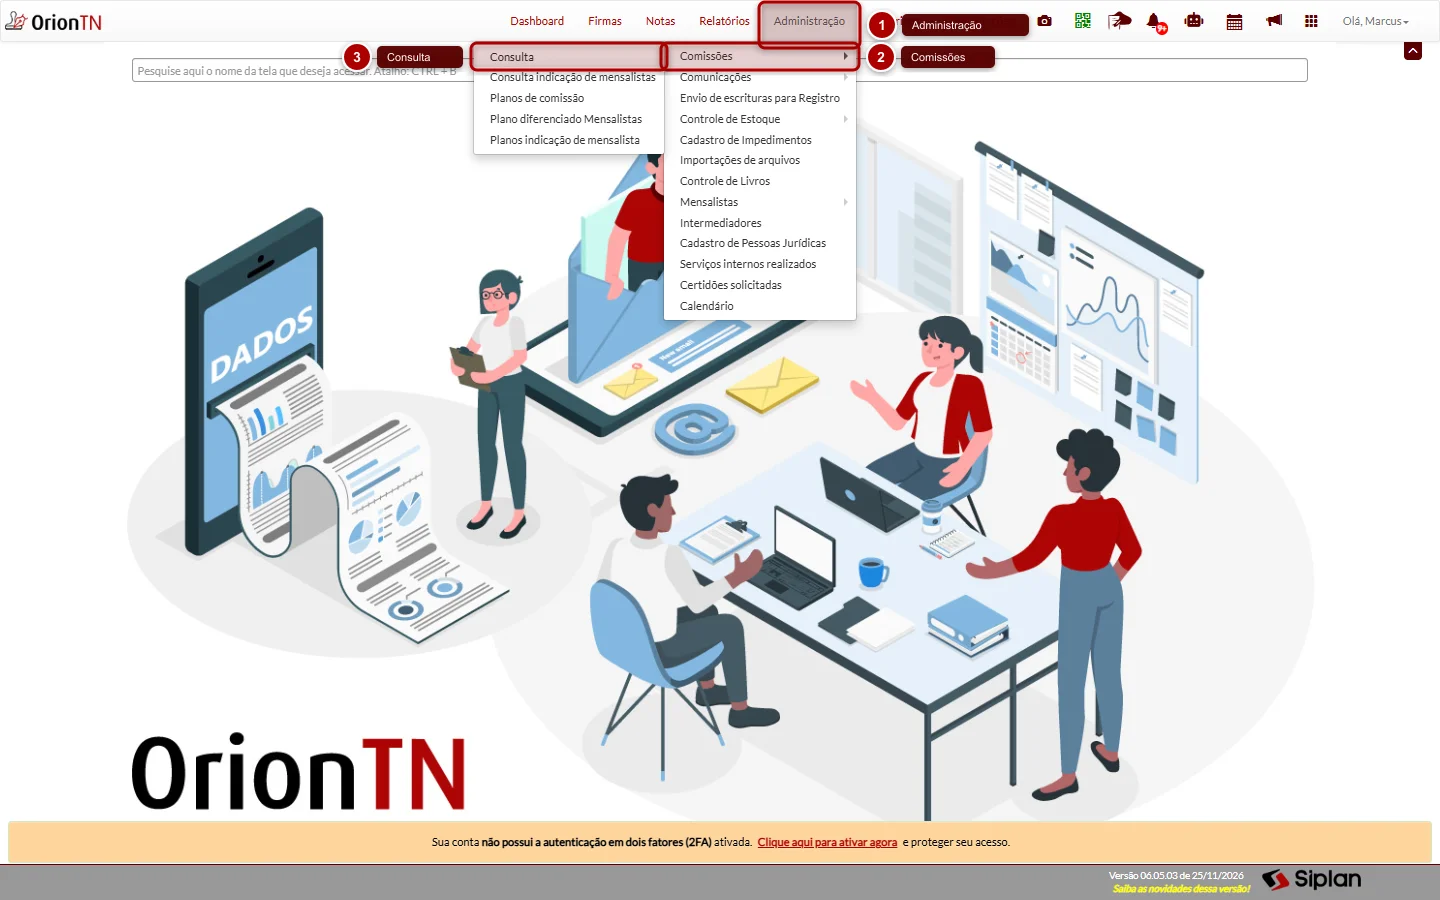 OrionTN
Dashboard
Firmas
Notas
Relatórios
Administração
1
Administração
9+
Olá, Marcus
3
Consulta
2
Comissões
Pesquise aqui o nome da tela que deseja acessar. Atalho: CTRL + B
Consulta
Consulta indicação de mensalistas
Planos de comissão
Plano diferenciado Mensalistas
Planos indicação de mensalista
Comissões
Comunicações
Envio de escrituras para Registro
Controle de Estoque
Cadastro de Impedimentos
Importações de arquivos
Controle de Livros
Mensalistas
Intermediadores
Cadastro de Pessoas Jurídicas
Serviços internos realizados
Certidões solicitadas
Calendário
DADOS
New email
@
OrionTN
Sua conta não possui a autenticação em dois fatores (2FA) ativada. Clique aqui para ativar agora e proteger seu acesso.
Versão 06.05.03 de 25/11/2026
Saiba as novidades dessa versão!
Siplan